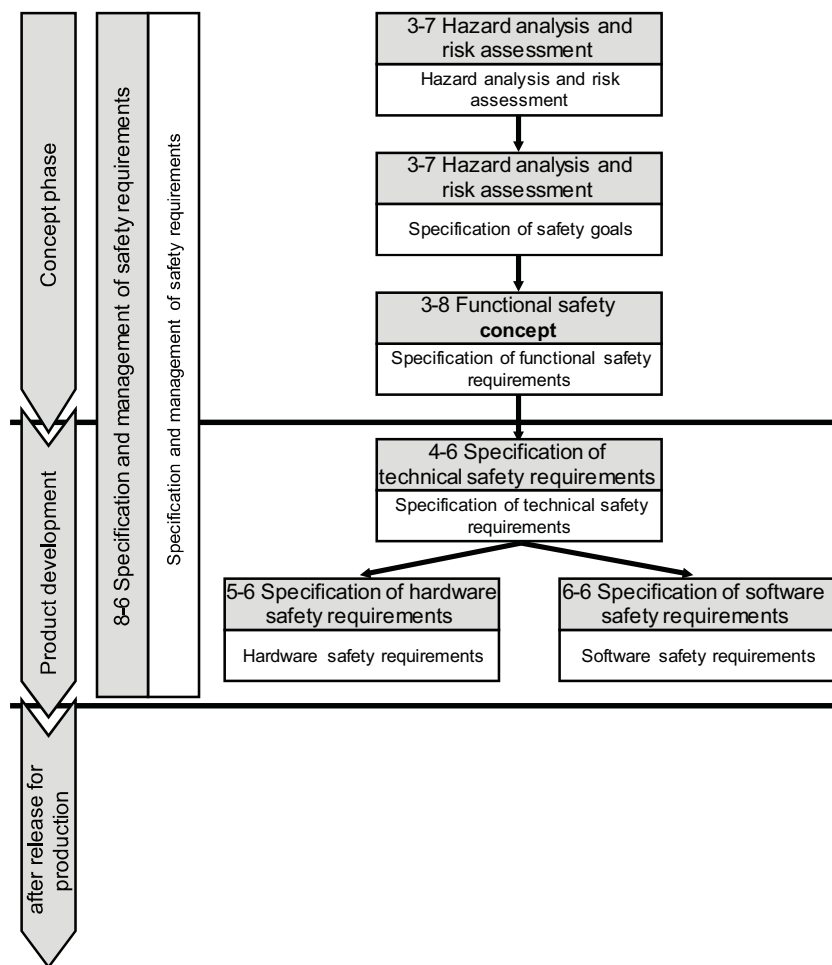 Concept phase
Product development
after release for
production
8-6 Specification and management of safety requirements
Specification and management of safety requirements
3-7 Hazard analysis and
risk assessment
Hazard analysis and risk
assessment
3-7 Hazard analysis and
risk assessment
Specification of safety goals
3-8 Functional safety
concept
Specification of functional safety
requirements
4-6 Specification of
technical safety requirements
Specification of technical safety
requirements
5-6 Specification of hardware
safety requirements
Hardware safety requirements
6-6 Specification of software
safety requirements
Software safety requirements